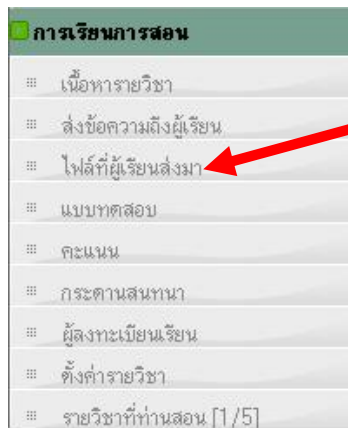 การเรียนการสอน
เนื้อหารายวิชา
ส่งข้อความถึงผู้เรียน
ไฟล์ที่ผู้เรียนส่งมา
แบบทดสอบ
คะแนน
กระดานสนทนา
ผู้ลงทะเบียนเรียน
ตั้งค่ารายวิชา
รายวิชาที่ท่านสอน [1/5]